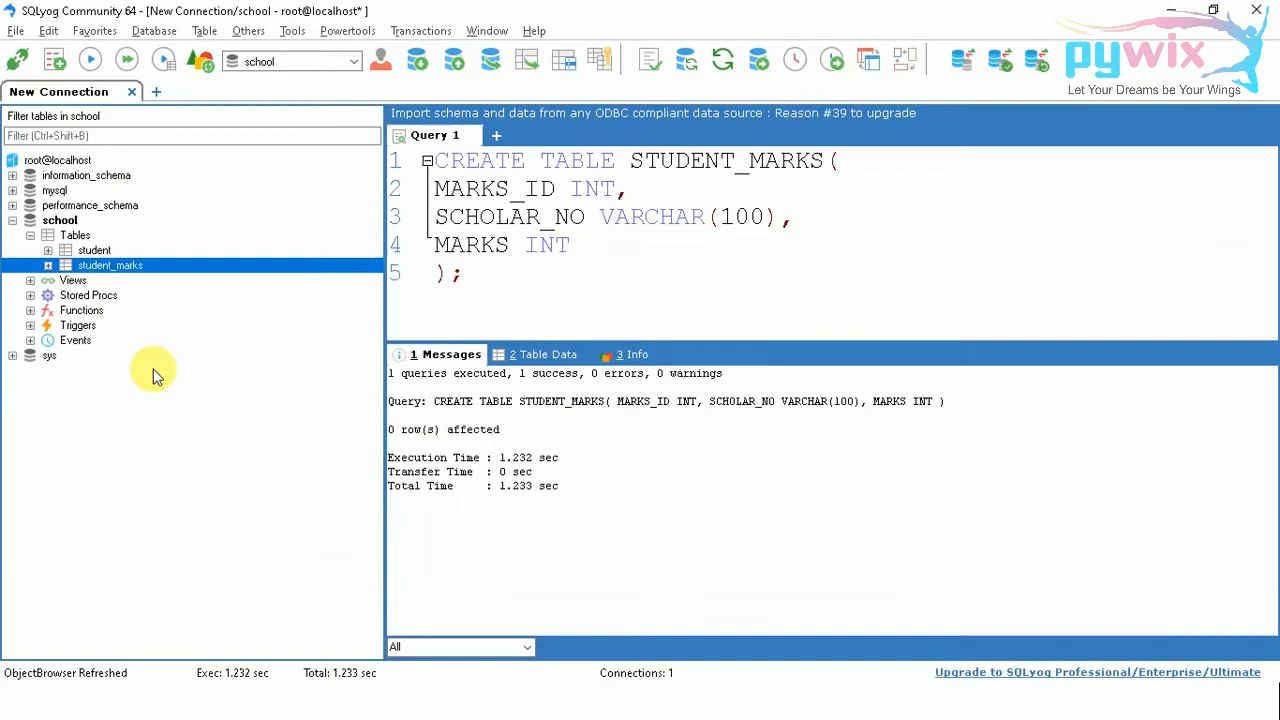 SQLyog Community 64 - [New Connection/school - root@localhost* ]
File Edit Favorites Database Table Others Tools Powertools Transactions Window Help
school
pywix
Let Your Dreams be Your Wings
New Connection
Filter tables in school
Filter (Ctrl+Shift+B)
root@localhost
information_schema
mysql
performance_schema
school
Tables
student
student_marks
Views
Stored Procs
Functions
Triggers
Events
sys
Import schema and data from any ODBC compliant data source : Reason #39 to upgrade
Query 1
1 CREATE TABLE STUDENT_MARKS(
2 MARKS_ID INT,
3 SCHOLAR_NO VARCHAR(100),
4 MARKS INT
5 );
1 Messages 2 Table Data 3 Info
1 queries executed, 1 success, 0 errors, 0 warnings
Query: CREATE TABLE STUDENT_MARKS( MARKS_ID INT, SCHOLAR_NO VARCHAR(100), MARKS INT )
0 row(s) affected
Execution Time : 1.232 sec
Transfer Time : 0 sec
Total Time : 1.233 sec
All
ObjectBrowser Refreshed Exec: 1.232 sec Total: 1.233 sec Connections: 1 Upgrade to SQLyog Professional/Enterprise/Ultimate